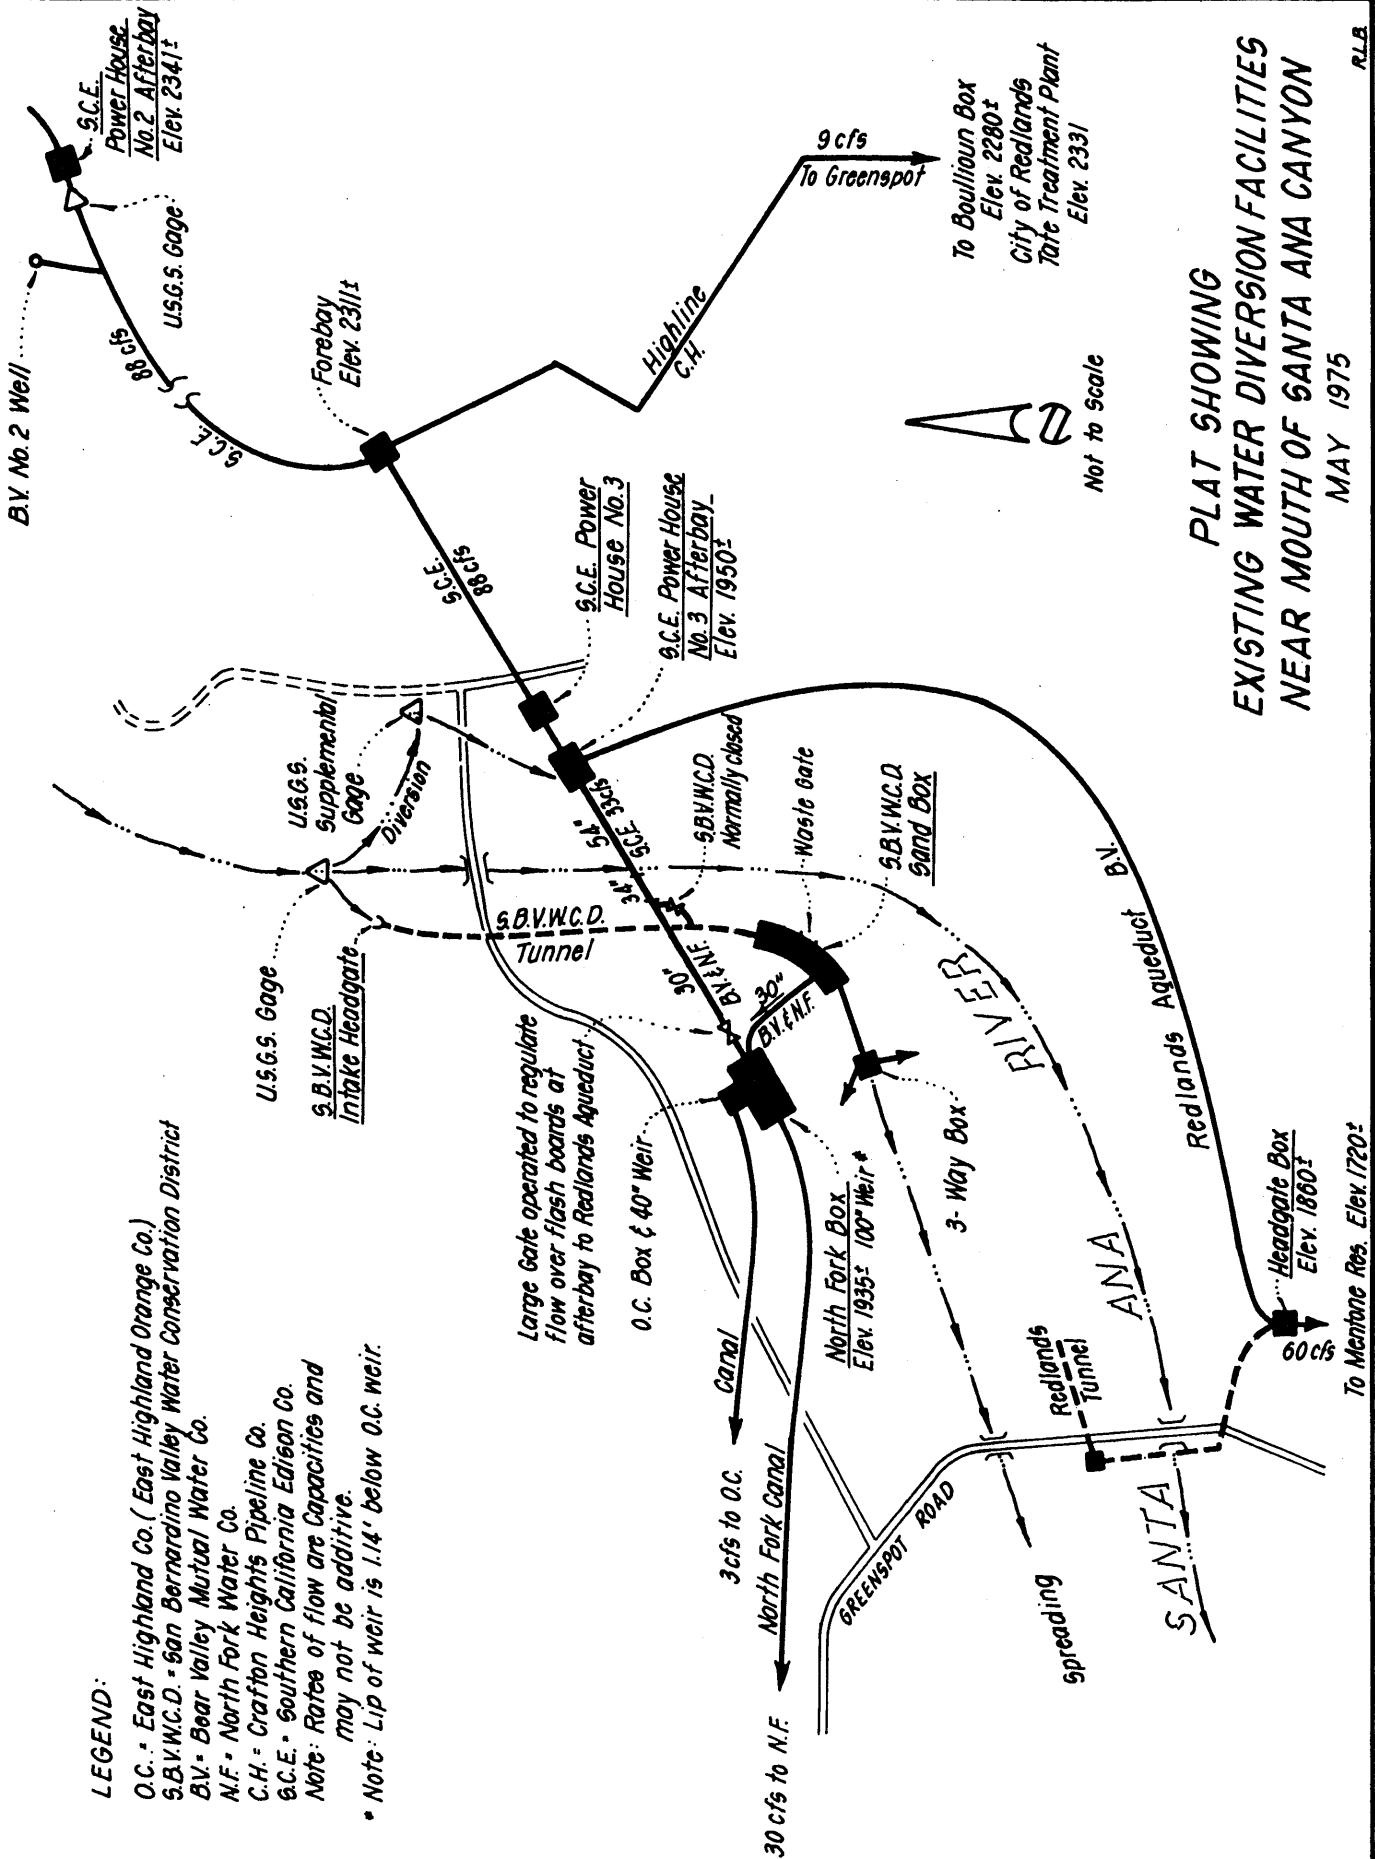 B.V. No. 2 Well
S.C.E.
Power House
No. 2 Afterbay
Elev. 2341±
U.S.G.S. Gage
88 cfs
S.C.E.
Forebay
Elev. 2311±
Highline
C.H.
9 cfs
To Greenspot
To Boullioun Box
Elev. 2280±
City of Redlands
Tate Treatment Plant
Elev. 2331
S.C.E.
88 cfs
S.C.E. Power
House No. 3
S.C.E. Power House
No. 3 Afterbay
Elev. 1950±
Not to Scale
U.S.G.S.
Supplemental
Gage
Diversion
U.S.G.S. Gage
S.B.V.W.C.D.
Intake Headgate
S.B.V.W.C.D.
Tunnel
54"
S.C.E. 33cfs
34"
S.B.V.W.C.D.
Normally closed
Waste Gate
S.B.V.W.C.D.
Sand Box
30"
B.V. & N.F.
30"
B.V. & N.F.
Large Gate operated to regulate
flow over flash boards at
afterbay to Redlands Aqueduct
O.C. Box & 40" Weir
North Fork Box
Elev. 1935± 100" Weir*
3-Way Box
Canal
3 cfs to O.C.
North Fork Canal
30 cfs to N.F.
GREENSPOT ROAD
Spreading
SANTA ANA RIVER
Redlands
Tunnel
Redlands Aqueduct B.V.
Headgate Box
Elev. 1860±
60 cfs
To Mentone Res. Elev. 1720±
LEGEND:
O.C. = East Highland Co. ( East Highland Orange Co.)
S.B.V.W.C.D. = San Bernardino Valley Water Conservation District
B.V. = Bear Valley Mutual Water Co.
N.F. = North Fork Water Co.
C.H. = Crafton Heights Pipeline Co.
S.C.E. = Southern California Edison Co.
Note: Rates of flow are Capacities and
may not be additive.
* Note: Lip of weir is 1.14' below O.C. weir.
PLAT SHOWING
EXISTING WATER DIVERSION FACILITIES
NEAR MOUTH OF SANTA ANA CANYON
MAY 1975
R.L.B.